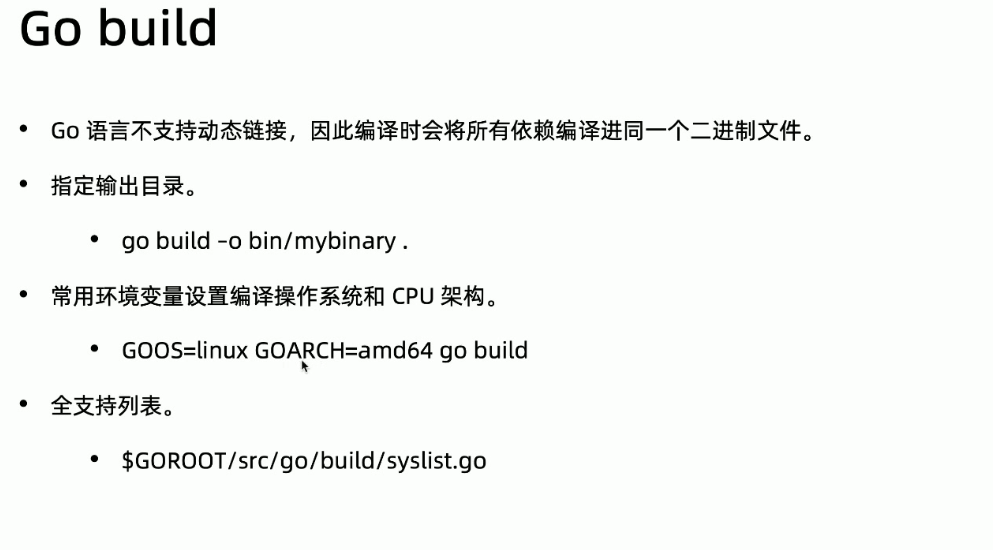 Go build
• Go 语言不支持动态链接，因此编译时会将所有依赖编译进同一个二进制文件。
• 指定输出目录。
• go build –o bin/mybinary .
• 常用环境变量设置编译操作系统和 CPU 架构。
• GOOS=linux GOARCH=amd64 go build
• 全支持列表。
• $GOROOT/src/go/build/syslist.go